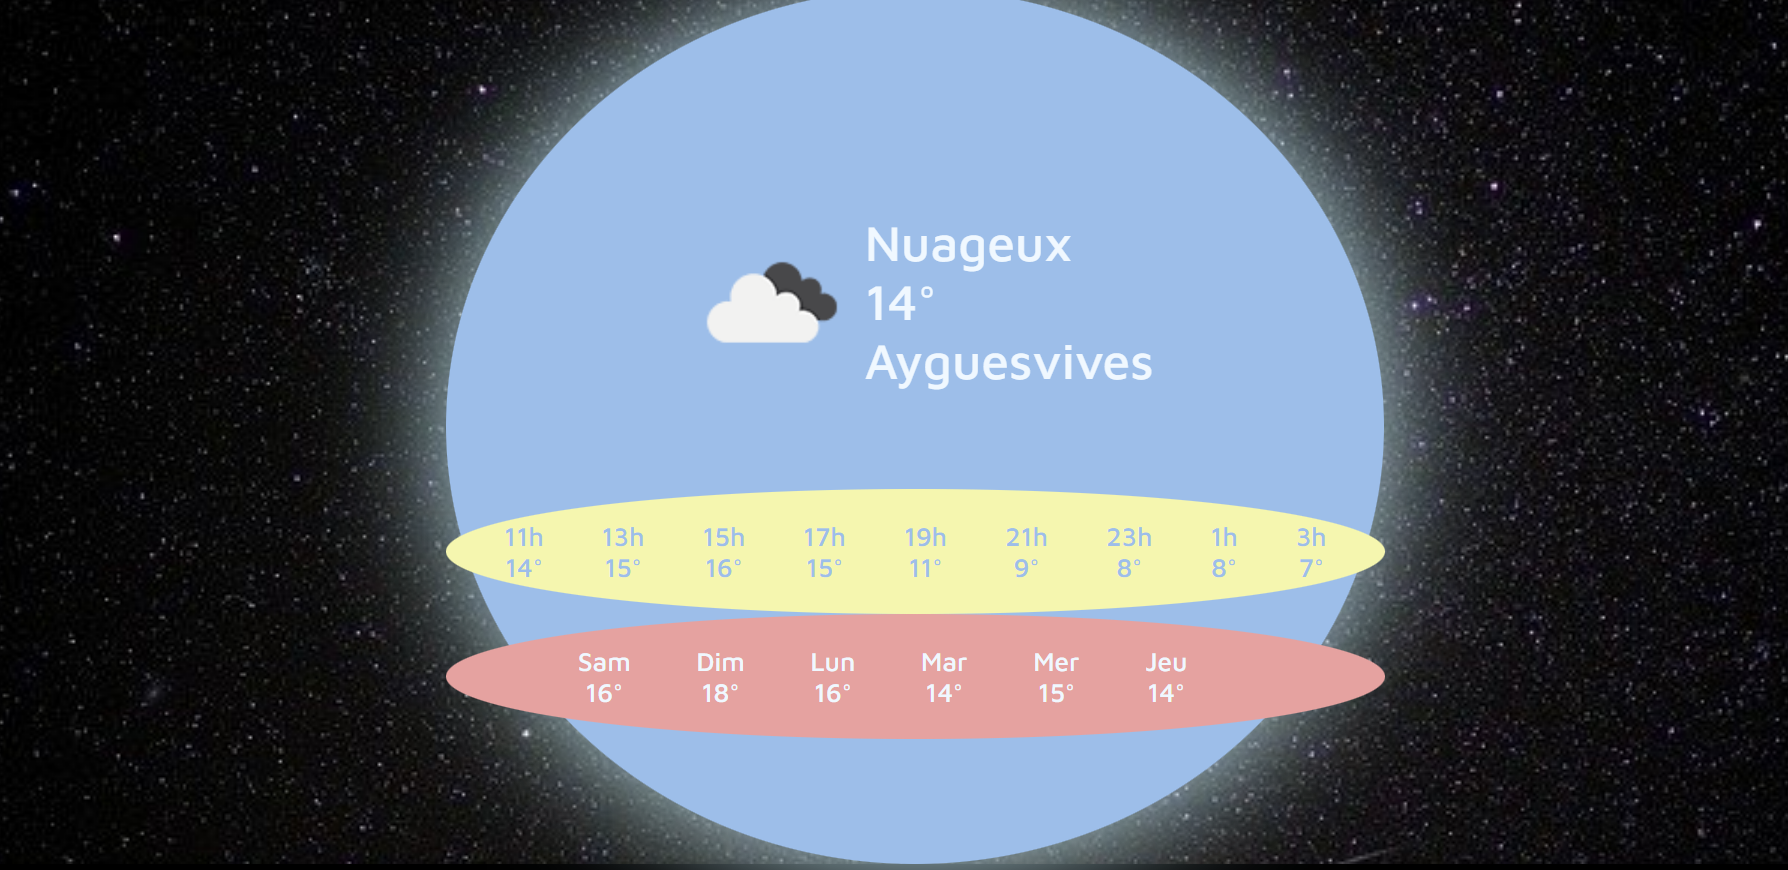 Nuageux
14°
Ayguesvives
11h 13h 15h 17h 19h 21h 23h 1h 3h
14° 15° 16° 15° 11° 9° 8° 8° 7°
Sam Dim Lun Mar Mer Jeu
16° 18° 16° 14° 15° 14°